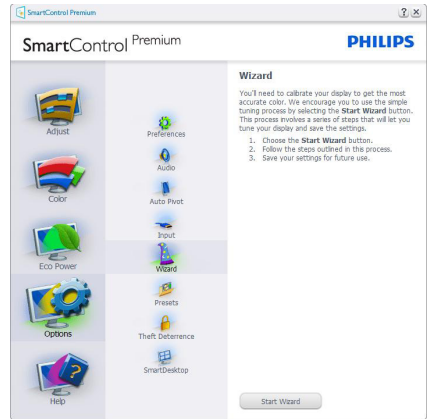 SmartControl Premium
? x
SmartControl Premium
PHILIPS
Adjust
Color
Eco Power
Options
Help
Preferences
Audio
Auto Pivot
Input
Wizard
Presets
Theft Deterrence
SmartDesktop
Wizard
You'll need to calibrate your display to get the most
accurate color. We encourage you to use the simple
tuning process by selecting the Start Wizard button.
This process involves a series of steps that will let you
tune your display and save the settings.
1. Choose the Start Wizard button.
2. Follow the steps outlined in this process.
3. Save your settings for future use.
Start Wizard